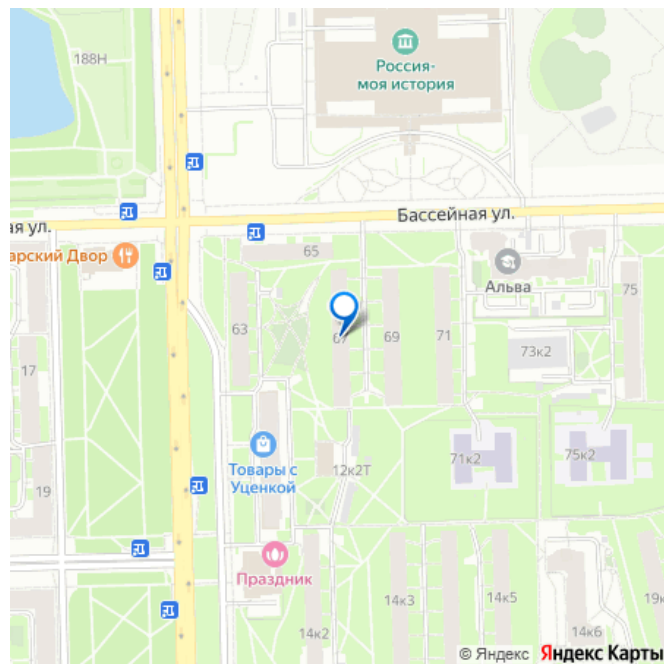 188Н
Россия-
моя история
Бассейная ул.
ая ул.
арский Двор
65
Альва
75
63
67
69
71
73к2
17
71к2
75к2
Товары с
Уценкой
12к2Т
19
Праздник
14к3
14к5
19к
14к2
14к6
© Яндекс Яндекс Карты